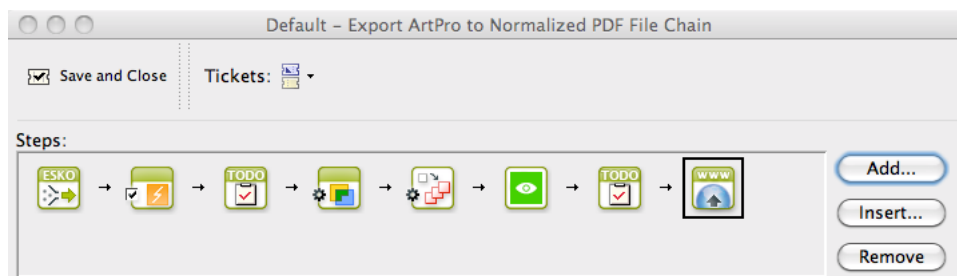 Default – Export ArtPro to Normalized PDF File Chain
Save and Close
Tickets:
Steps:
ESKO
TODO
TODO
www
Add...
Insert...
Remove